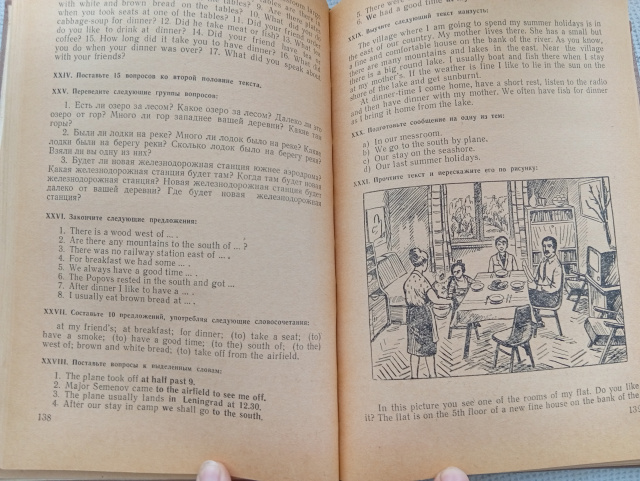 with white and brown bread on the table?
when you took seats at one of the tables? 11. What
cabbage-soup for dinner? 12. Did he take meat or fish? 13. What
do you like to drink at dinner? 14. Did your friend have
coffee? 15. How long did it take you to have dinner? 16. What
do you do when your dinner was over? 17. What did you speak about
with your friends?
XXIV. Поставьте 15 вопросов ко второй половине текста.
XXV. Переведите следующие группы вопросов:
1. Есть ли озеро за лесом? Какое озеро за лесом? Далеко ли это
озеро от гор? Много ли гор западнее вашей деревни? Какие там
горы?
2. Были ли лодки на реке? Много ли лодок было на реке? Какие
лодки были на берегу реки? Сколько лодок было на берегу реки?
Взяла ли вы одну из них?
3. Будет ли новая железнодорожная станция южнее аэродрома?
Какая железнодорожная станция будет там? Когда там будет новая
железнодорожная станция? Новая железнодорожная станция будет
далеко от вашей деревни? Где будет новая железнодорожная
станция?
XXVI. Закончите следующие предложения:
1. There is a wood west of ... .
2. Are there any mountains to the south of ... ?
3. There was no railway station east of ... .
4. For breakfast we had some ... .
5. We always have a good time ... .
6. The Popovs rested in the south and got ... .
7. After dinner I like to have a ... .
8. I usually eat brown bread at ... .
XXVII. Составьте 10 предложений, употребляя следующие словосочетания:
at my friend's; at breakfast; for dinner; (to) take a seat; (to)
have a smoke; (to) have a good time; (to the) south of; (to the)
west of; brown and white bread; (to) take off from the airfield.
XXVIII. Поставьте вопросы к выделенным словам:
1. The plane took off at half past 9.
2. Major Semenov came to the airfield to see me off.
3. The plane usually lands in Leningrad at 12.30.
4. After our stay in camp we shall go to the south.
138
5. There were
6. We had a good time
XXIX. Выучите следующий текст наизусть:
The village where I am going to spend my summer holidays is in
the east of our country. My mother lives there. She has a small but
fine and comfortable house on the bank of the river. As you know,
there are many mountains and lakes in the east. Near the village
there is a big round lake. I usually boat and fish there when I stay
at my mother's. If the weather is fine I like to lie in the sun on the
shore of the lake and get sunburnt.
At dinner-time I come home, have a short rest, listen to the radio
and then have dinner with my mother. We often have fish for dinner
as I bring it home from the lake.
XXX. Подготовьте сообщение на одну из тем:
a) In our messroom.
b) We go to the south by plane.
c) Our stay on the seashore.
d) Our last summer holidays.
XXXI. Прочтите текст и перескажите его по рисунку:
In this picture you see one of the rooms of my flat. Do you like
it? The flat is on the 5th floor of a new fine house on the bank of the